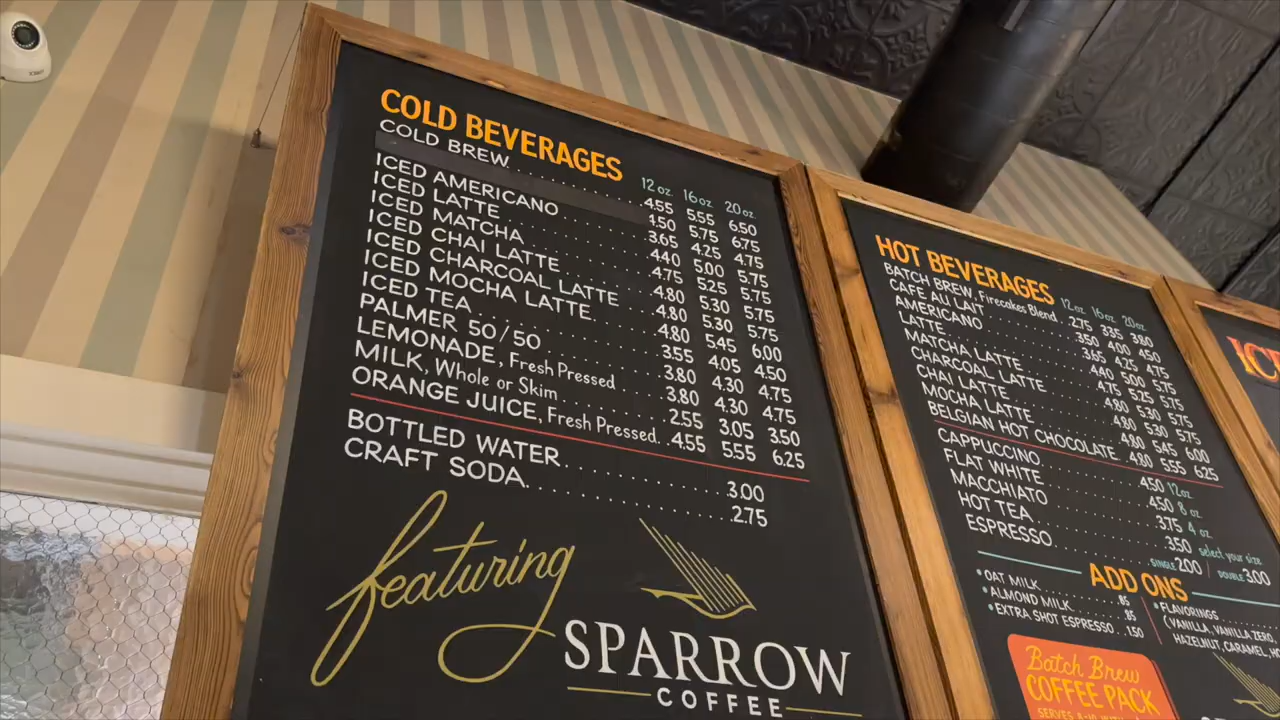 COLD BEVERAGES 12 oz. 16 oz. 20 oz.
COLD BREW 4.55 5.55 6.50
4.50 5.75 6.75
ICED AMERICANO 3.65 4.25 4.75
ICED LATTE 4.40 5.00 5.75
ICED MATCHA 4.75 5.25 5.75
ICED CHAI LATTE 4.80 5.30 5.75
ICED CHARCOAL LATTE 4.80 5.30 5.75
ICED MOCHA LATTE 4.80 5.45 6.00
ICED TEA 3.55 4.05 4.50
PALMER 50/50 3.80 4.30 4.75
LEMONADE, Fresh Pressed 3.80 4.30 4.75
MILK, Whole or Skim 2.55 3.05 3.50
ORANGE JUICE, Fresh Pressed 4.55 5.55 6.25
BOTTLED WATER 3.00
CRAFT SODA 2.75
featuring
SPARROW
COFFEE
HOT BEVERAGES 12 oz. 16 oz. 20 oz.
BATCH BREW, Firecakes Blend 2.75 3.35 3.80
CAFE AU LAIT 3.50 4.00 4.50
AMERICANO 3.65 4.25 4.75
LATTE 4.40 5.00 5.75
MATCHA LATTE 4.75 5.25 5.75
CHARCOAL LATTE 4.80 5.30 5.75
CHAI LATTE 4.80 5.30 5.75
MOCHA LATTE 4.80 5.45 6.00
BELGIAN HOT CHOCOLATE 4.80 5.55 6.25
CAPPUCCINO 4.50 12 oz.
FLAT WHITE 4.50 8 oz
MACCHIATO 3.75 4 oz.
HOT TEA 3.50 select your size
ESPRESSO SINGLE 2.00 / DOUBLE 3.00
ADD ONS
• OAT MILK .85
• ALMOND MILK .85
• EXTRA SHOT ESPRESSO 1.50
• FLAVORINGS
(VANILLA, VANILLA ZERO
HAZELNUT, CARAMEL,
Batch Brew
COFFEE PACK
SERVES